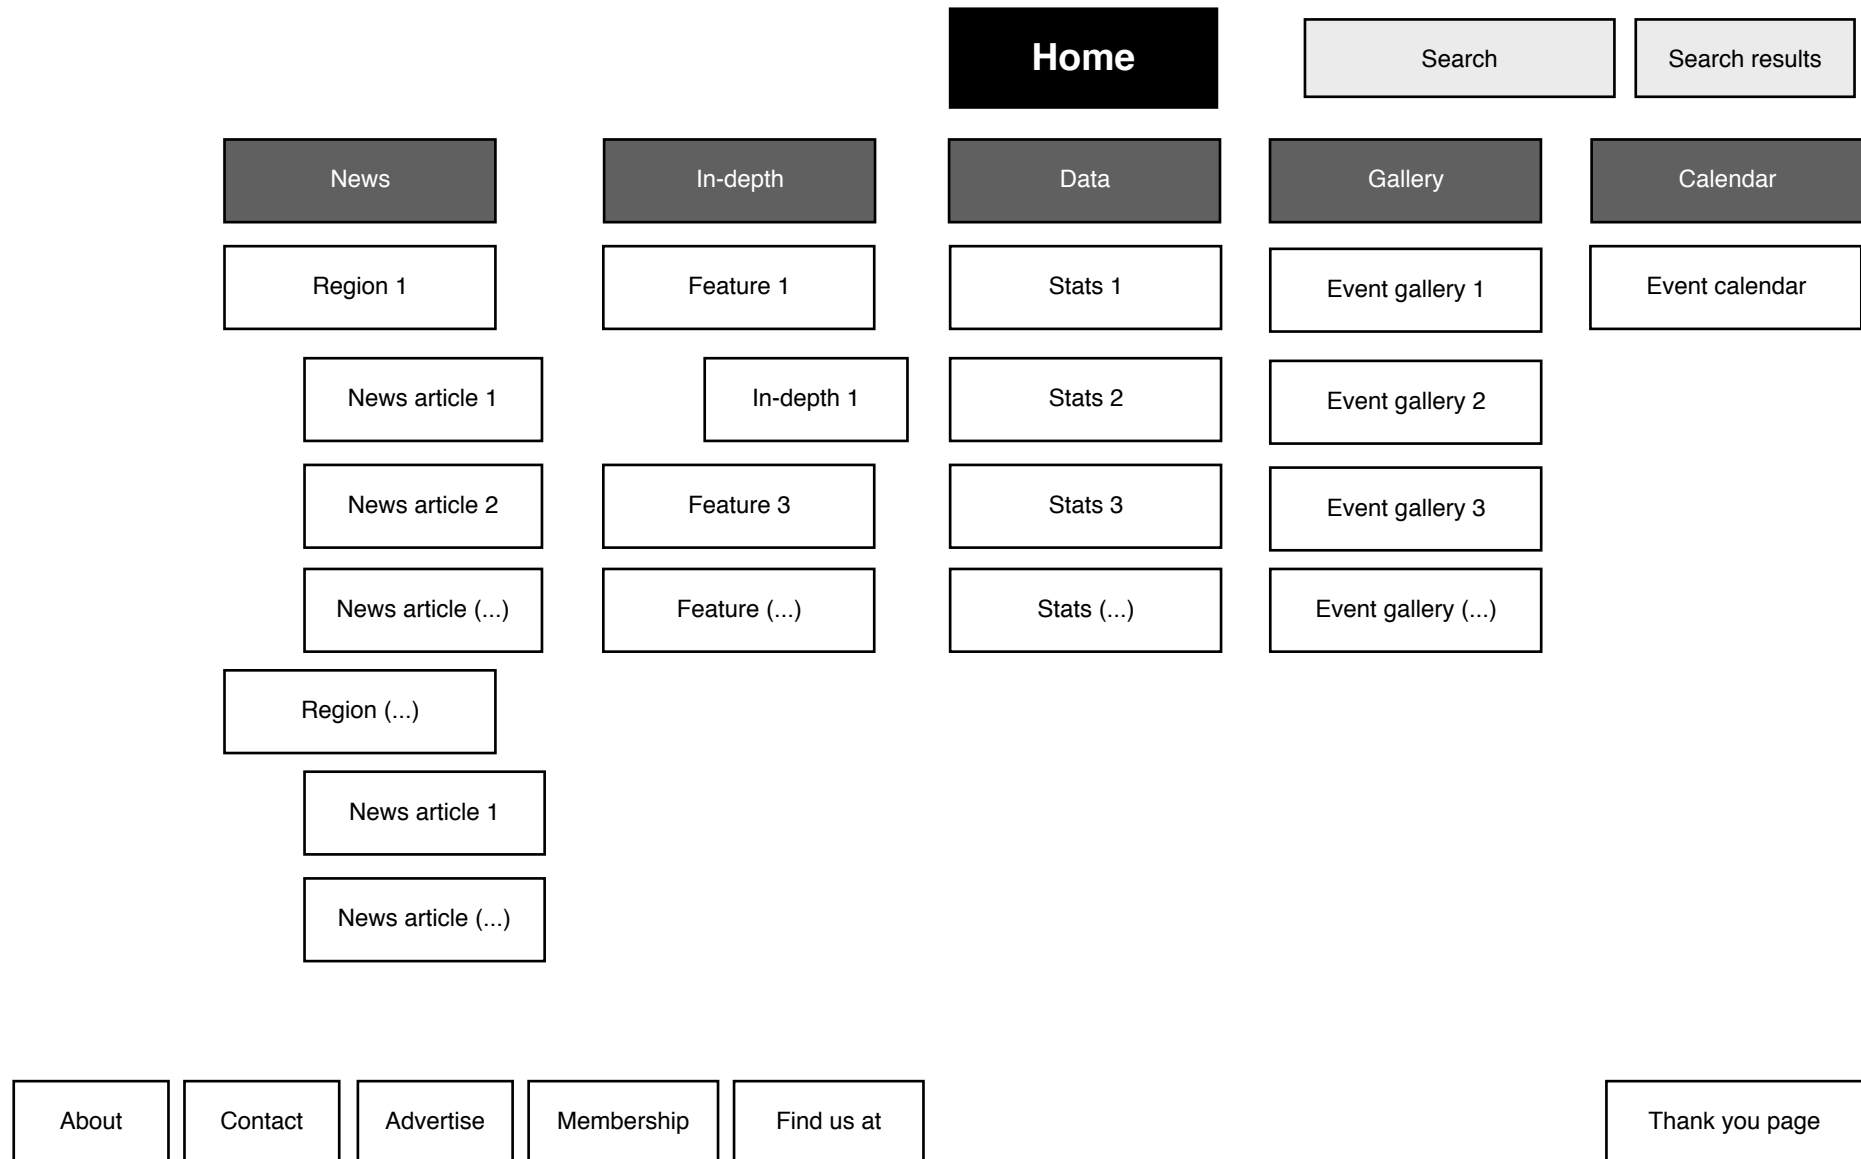 Home
Search
Search results
News
In-depth
Data
Gallery
Calendar
Region 1
Feature 1
Stats 1
Event gallery 1
Event calendar
News article 1
In-depth 1
Stats 2
Event gallery 2
News article 2
Feature 3
Stats 3
Event gallery 3
News article (...)
Feature (...)
Stats (...)
Event gallery (...)
Region (...)
News article 1
News article (...)
About
Contact
Advertise
Membership
Find us at
Thank you page